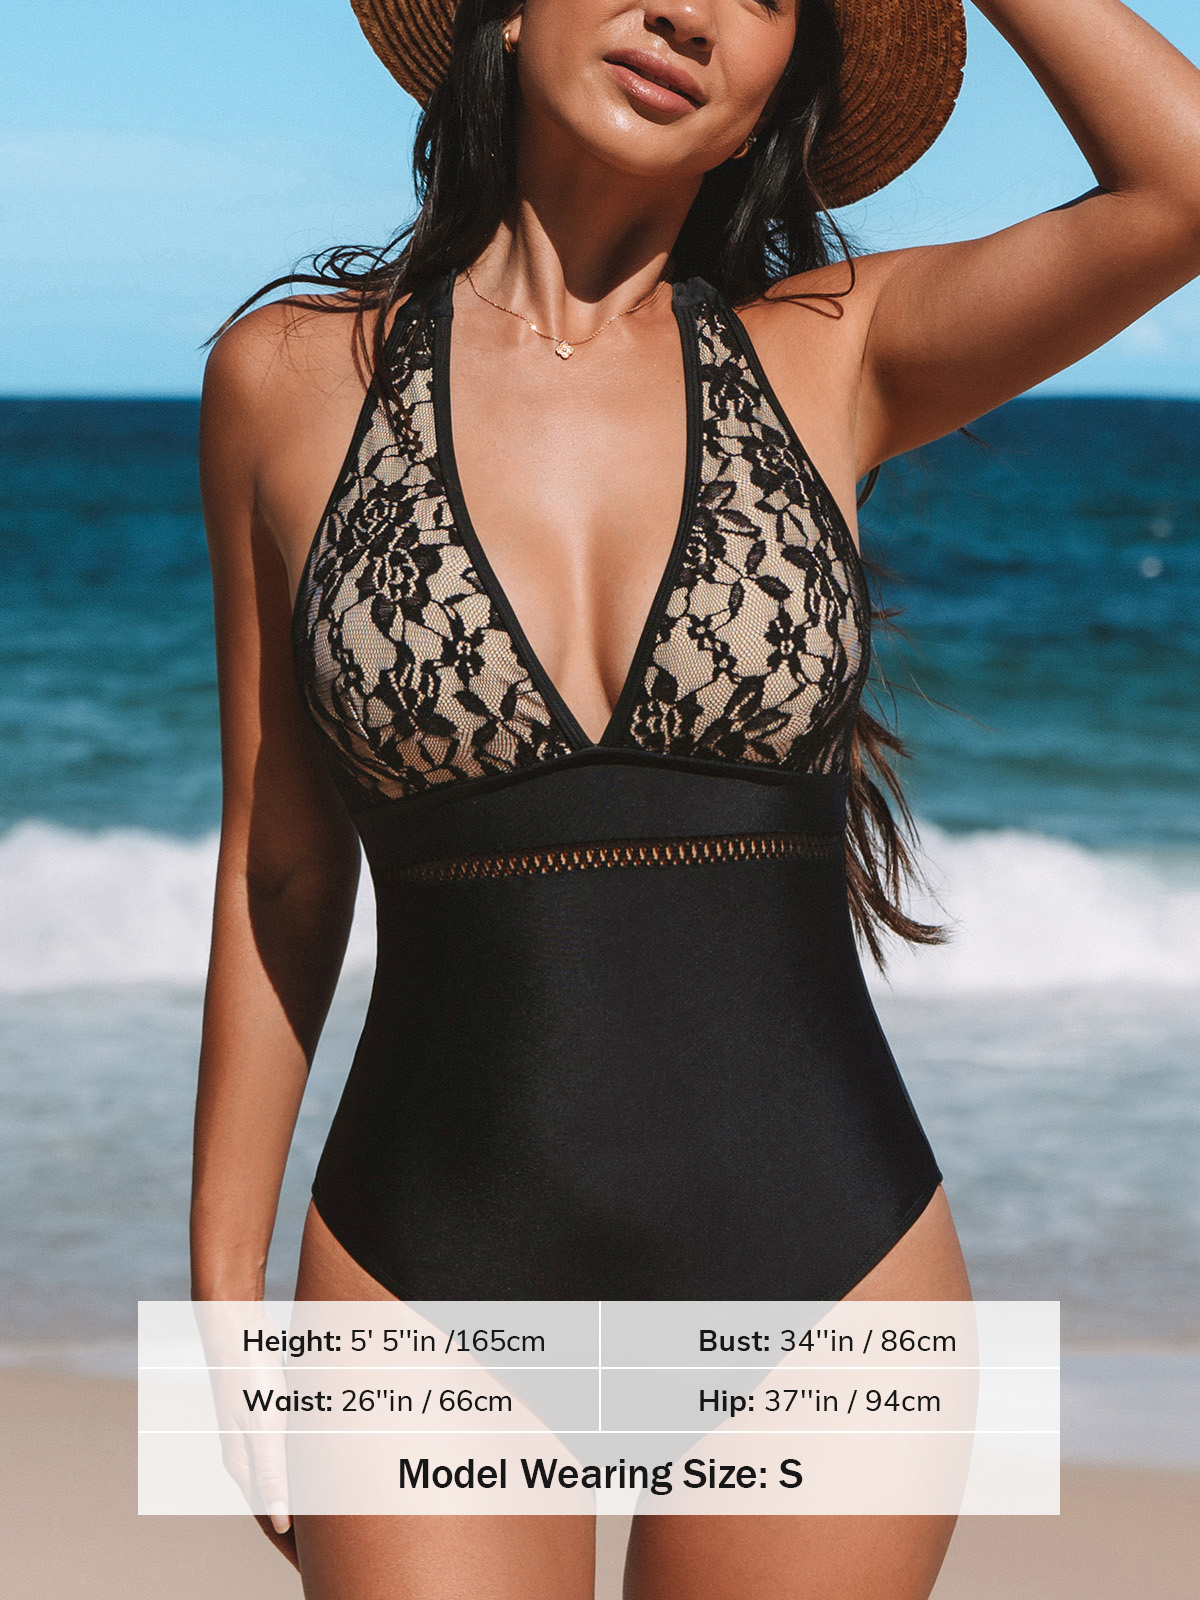 Height: 5' 5''in /165cm
Bust: 34''in / 86cm
Waist: 26''in / 66cm
Hip: 37''in / 94cm
Model Wearing Size: S